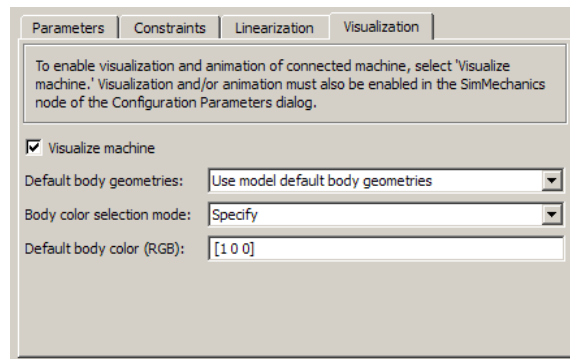 Parameters Constraints Linearization Visualization
To enable visualization and animation of connected machine, select 'Visualize
machine.' Visualization and/or animation must also be enabled in the SimMechanics
node of the Configuration Parameters dialog.
Visualize machine
Default body geometries: Use model default body geometries
Body color selection mode: Specify
Default body color (RGB): [1 0 0]